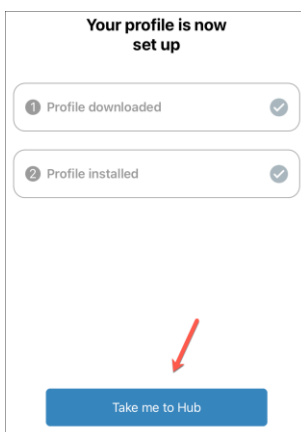 Your profile is now
set up
1 Profile downloaded
2 Profile installed
Take me to Hub